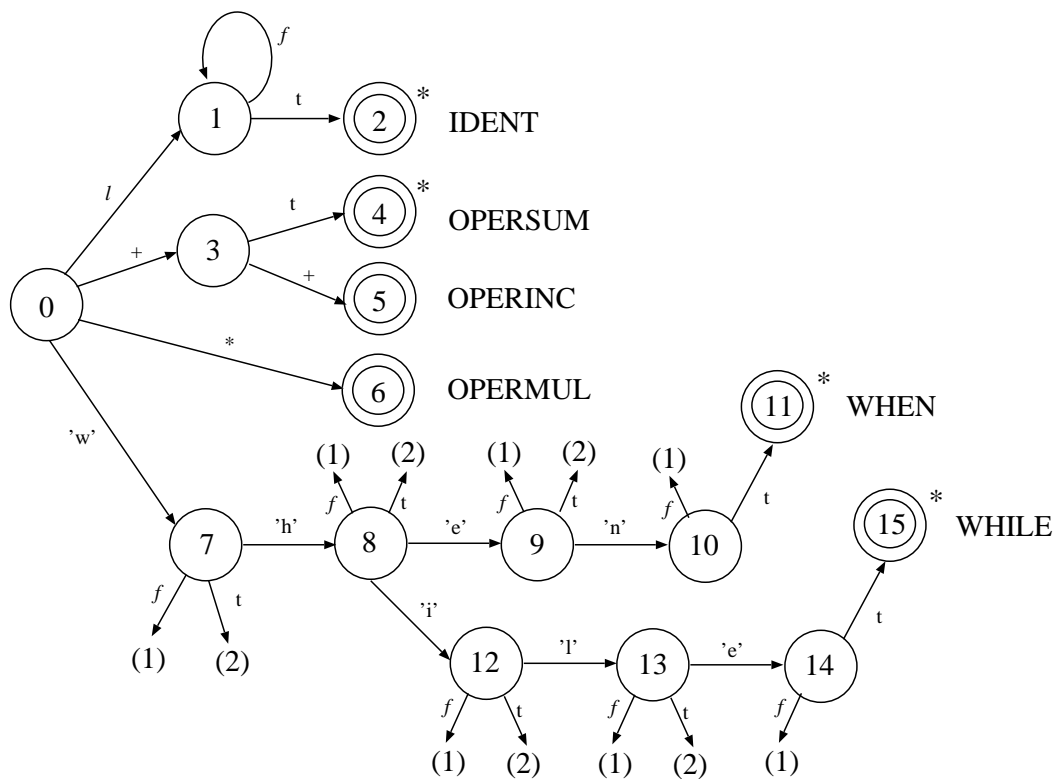 f
1 t 2 * IDENT
l
t 4 * OPERSUM
+ 3
+ 5 OPERINC
0
* 6 OPERMUL
11 * WHEN
'w'
(1) (2) (1) (2) (1)
f t f t f t
15 * WHILE
7 'h' 8 'e' 9 'n' 10
f t 'i' t
(1) (2) 12 'l' 13 'e' 14
f t f t f
(1) (2) (1) (2) (1)